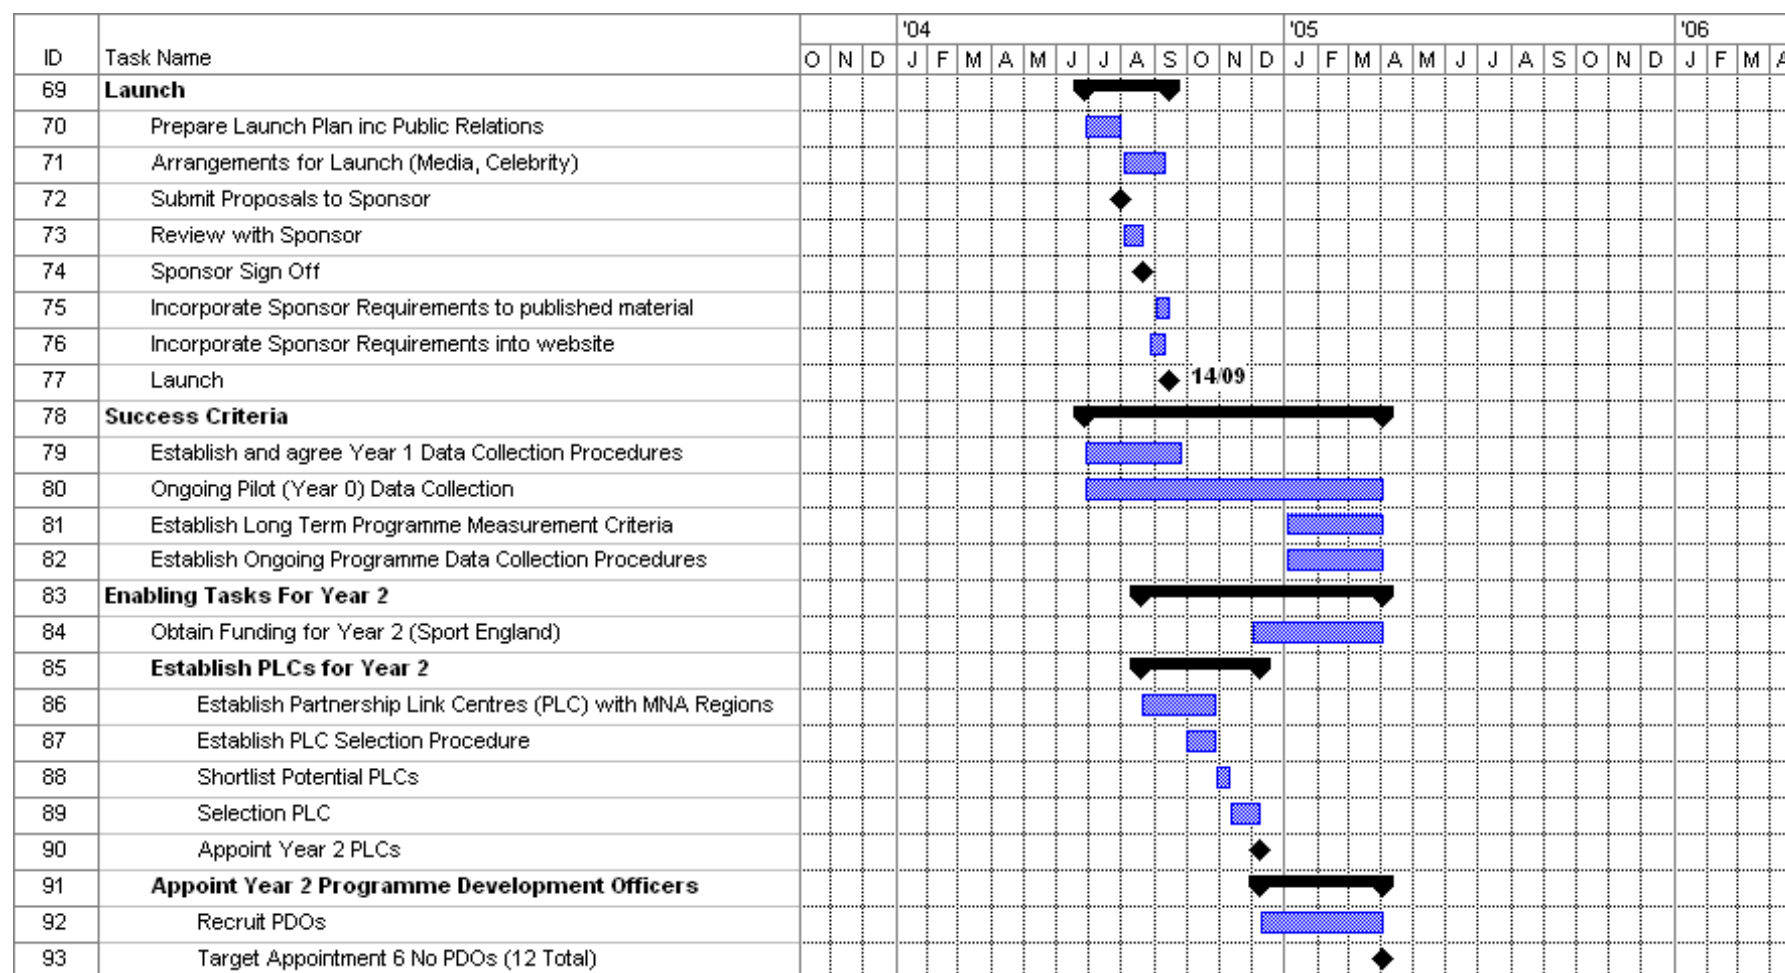 '04 '05 '06
ID Task Name O N D J F M A M J J A S O N D J F M A M J J A S O N D J F M A
69 Launch
70 Prepare Launch Plan inc Public Relations
71 Arrangements for Launch (Media, Celebrity)
72 Submit Proposals to Sponsor
73 Review with Sponsor
74 Sponsor Sign Off
75 Incorporate Sponsor Requirements to published material
76 Incorporate Sponsor Requirements into website
77 Launch 14/09
78 Success Criteria
79 Establish and agree Year 1 Data Collection Procedures
80 Ongoing Pilot (Year 0) Data Collection
81 Establish Long Term Programme Measurement Criteria
82 Establish Ongoing Programme Data Collection Procedures
83 Enabling Tasks For Year 2
84 Obtain Funding for Year 2 (Sport England)
85 Establish PLCs for Year 2
86 Establish Partnership Link Centres (PLC) with MNA Regions
87 Establish PLC Selection Procedure
88 Shortlist Potential PLCs
89 Selection PLC
90 Appoint Year 2 PLCs
91 Appoint Year 2 Programme Development Officers
92 Recruit PDOs
93 Target Appointment 6 No PDOs (12 Total)